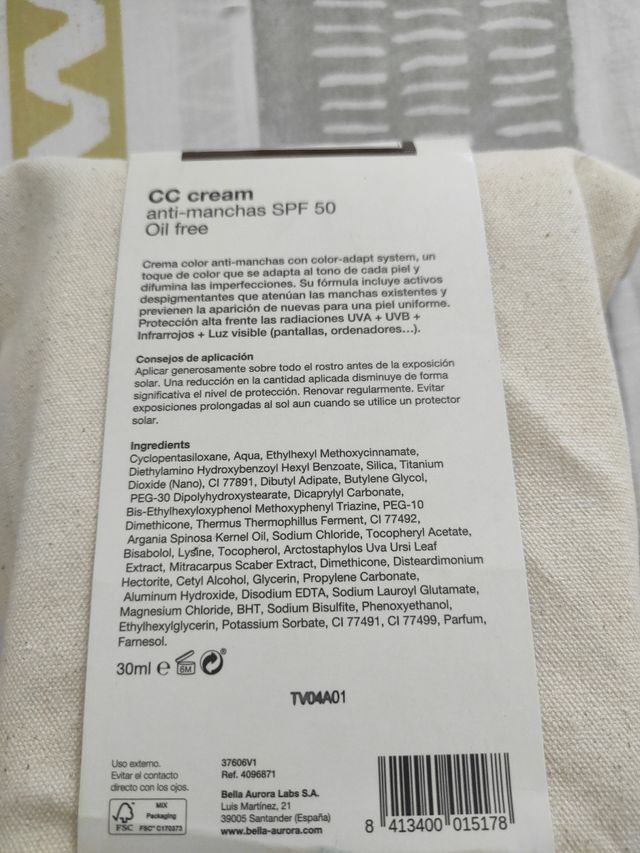 CC cream
anti-manchas SPF 50
Oil free
Crema color anti-manchas con color-adapt system, un
toque de color que se adapta al tono de cada piel y
difumina las imperfecciones. Su fórmula incluye activos
despigmentantes que atenúan las manchas existentes y
previenen la aparición de nuevas para una piel uniforme.
Protección alta frente las radiaciones UVA + UVB +
Infrarrojos + Luz visible (pantallas, ordenadores...).
Consejos de aplicación
Aplicar generosamente sobre todo el rostro antes de la exposición
solar. Una reducción en la cantidad aplicada disminuye de forma
significativa el nivel de protección. Renovar regularmente. Evitar
exposiciones prolongadas al sol aun cuando se utilice un protector
solar.
Ingredients
Cyclopentasiloxane, Aqua, Ethylhexyl Methoxycinnamate,
Diethylamino Hydroxybenzoyl Hexyl Benzoate, Silica, Titanium
Dioxide (Nano), CI 77891, Dibutyl Adipate, Butylene Glycol,
PEG-30 Dipolyhydroxystearate, Dicaprylyl Carbonate,
Bis-Ethylhexyloxyphenol Methoxyphenyl Triazine, PEG-10
Dimethicone, Thermus Thermophillus Ferment, CI 77492,
Argania Spinosa Kernel Oil, Sodium Chloride, Tocopheryl Acetate,
Bisabolol, Lysine, Tocopherol, Arctostaphylos Uva Ursi Leaf
Extract, Mitracarpus Scaber Extract, Dimethicone, Disteardimonium
Hectorite, Cetyl Alcohol, Glycerin, Propylene Carbonate,
Aluminum Hydroxide, Disodium EDTA, Sodium Lauroyl Glutamate,
Magnesium Chloride, BHT, Sodium Bisulfite, Phenoxyethanol,
Ethylhexylglycerin, Potassium Sorbate, CI 77491, CI 77499, Parfum,
Farnesol.
30ml ℮ 6M ®
TV04A01
Uso externo.
Evitar el contacto
directo con los ojos.
FSC
MIX
Packaging
FSC® C170373
37606V1
Ref. 4096871
Bella Aurora Labs S.A.
Luis Martínez, 21
39005 Santander (España)
www.bella-aurora.com
8 413400 015178